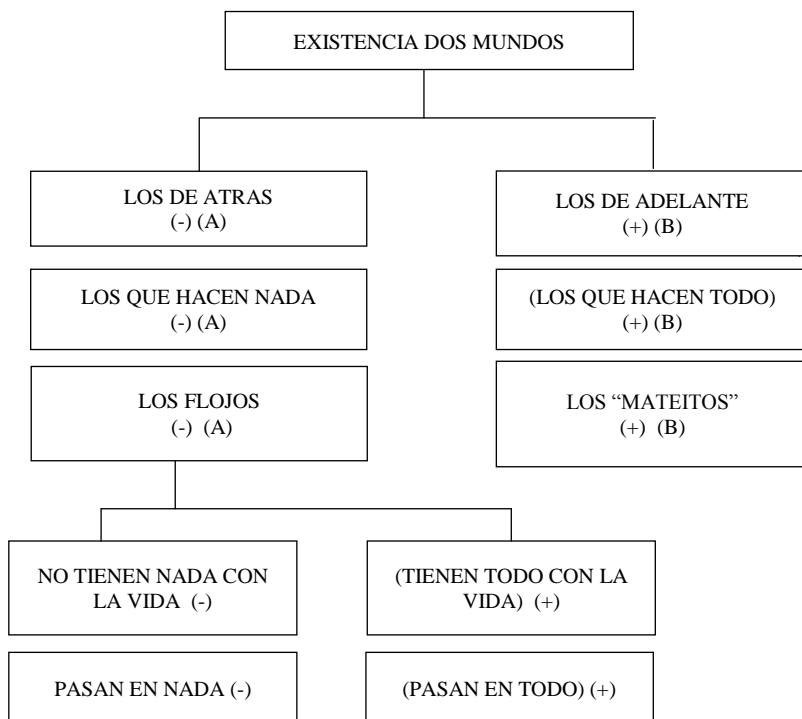 EXISTENCIA DOS MUNDOS
LOS DE ATRAS
(-) (A)
LOS DE ADELANTE
(+) (B)
LOS QUE HACEN NADA
(-) (A)
(LOS QUE HACEN TODO)
(+) (B)
LOS FLOJOS
(-) (A)
LOS “MATEITOS”
(+) (B)
NO TIENEN NADA CON
LA VIDA (-)
(TIENEN TODO CON LA
VIDA) (+)
PASAN EN NADA (-)
(PASAN EN TODO) (+)